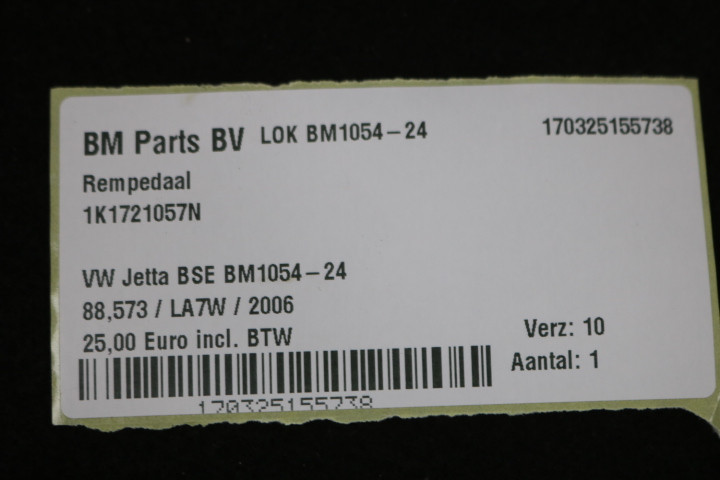 BM Parts BV LOK BM1054-24 170325155738
Rempedaal
1K1721057N
VW Jetta BSE BM1054-24
88,573 / LA7W / 2006
25,00 Euro incl. BTW
Verz: 10
Aantal: 1
170325155738